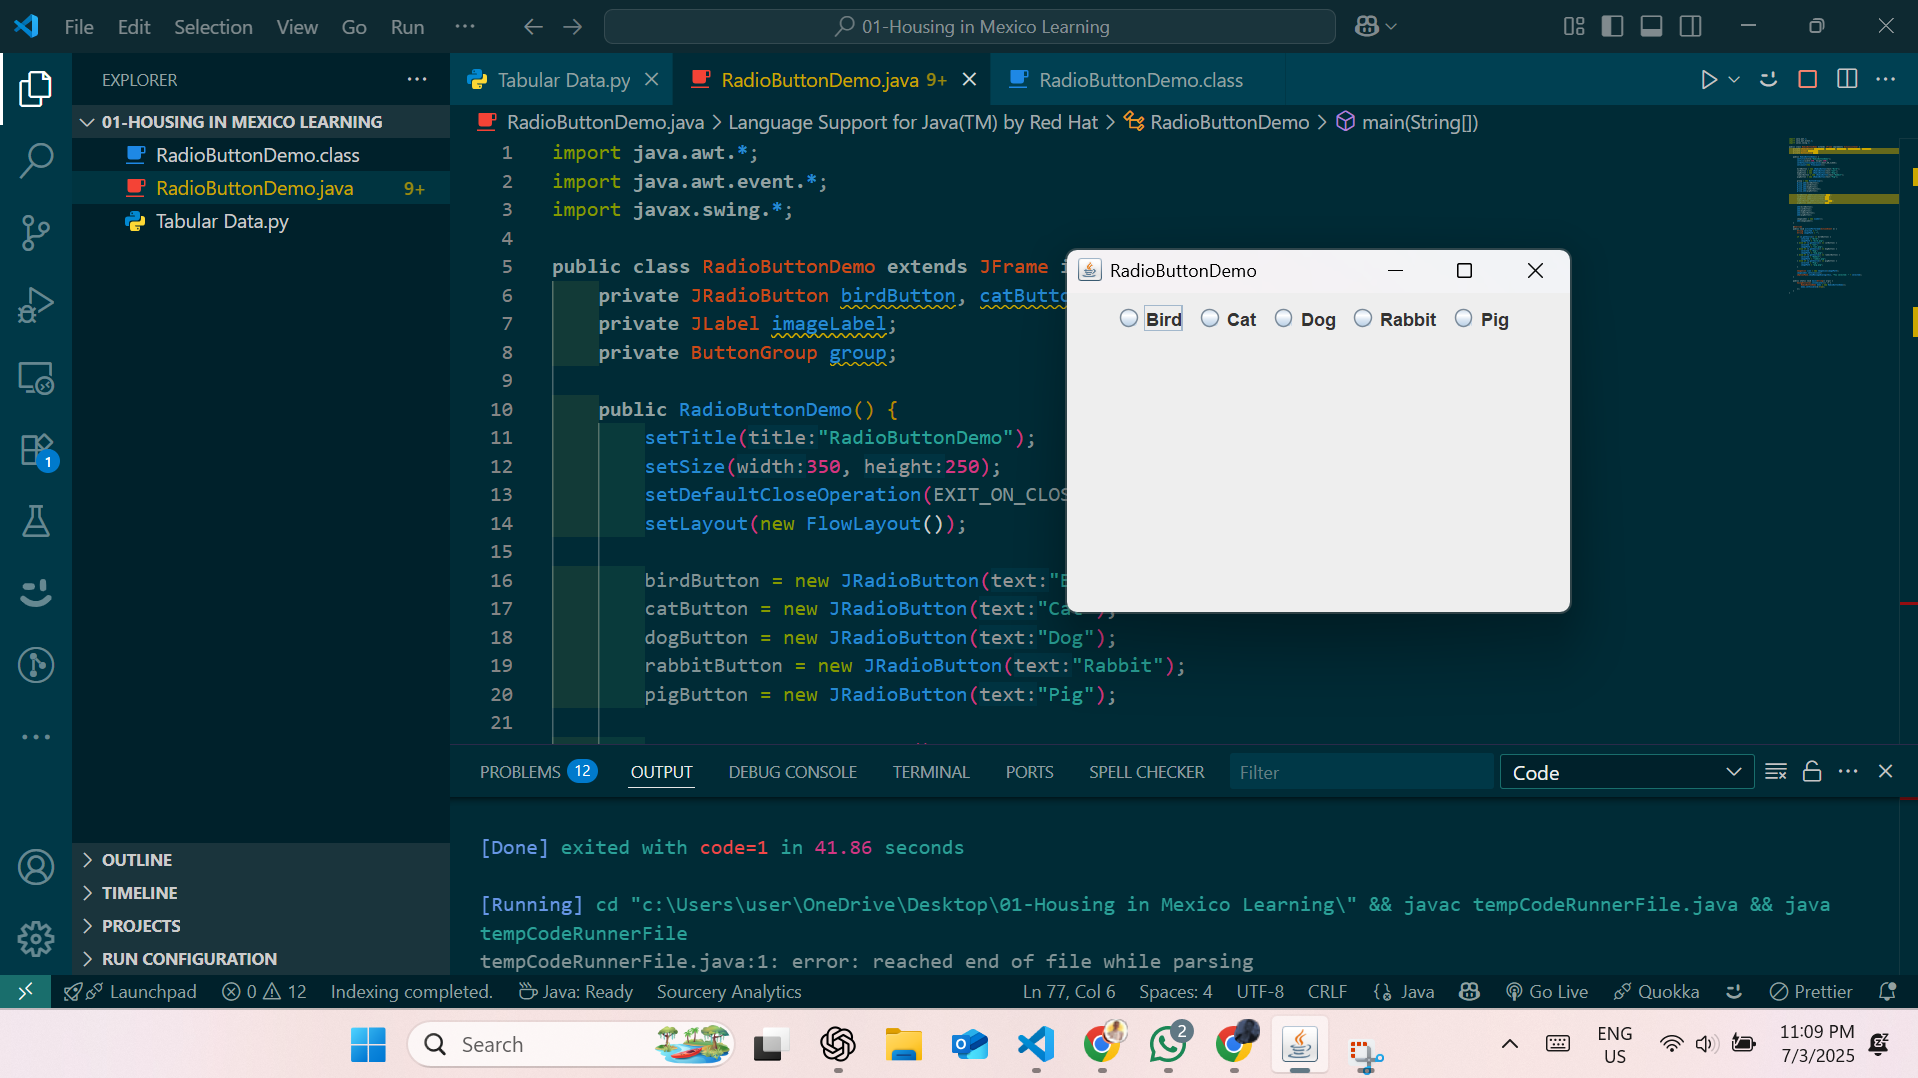 File Edit Selection View Go Run ··· 01-Housing in Mexico Learning
EXPLORER ···
Tabular Data.py RadioButtonDemo.java 9+ RadioButtonDemo.class ···
01-HOUSING IN MEXICO LEARNING
RadioButtonDemo.class
RadioButtonDemo.java 9+
Tabular Data.py
RadioButtonDemo.java > Language Support for Java(TM) by Red Hat > RadioButtonDemo > main(String[])
1 import java.awt.*;
2 import java.awt.event.*;
3 import javax.swing.*;
4
5 public class RadioButtonDemo extends JFrame
6 private JRadioButton birdButton, catButto
7 private JLabel imageLabel;
8 private ButtonGroup group;
9
10 public RadioButtonDemo() {
11 setTitle(title:"RadioButtonDemo");
12 setSize(width:350, height:250);
13 setDefaultCloseOperation(EXIT_ON_CLOS
14 setLayout(new FlowLayout());
15
16 birdButton = new JRadioButton(text:"B
17 catButton = new JRadioButton(text:"Cat");
18 dogButton = new JRadioButton(text:"Dog");
19 rabbitButton = new JRadioButton(text:"Rabbit");
20 pigButton = new JRadioButton(text:"Pig");
21
RadioButtonDemo
Bird Cat Dog Rabbit Pig
PROBLEMS 12 OUTPUT DEBUG CONSOLE TERMINAL PORTS SPELL CHECKER Filter Code ···
[Done] exited with code=1 in 41.86 seconds
[Running] cd "c:\Users\user\OneDrive\Desktop\01-Housing in Mexico Learning\" && javac tempCodeRunnerFile.java && java
tempCodeRunnerFile
tempCodeRunnerFile.java:1: error: reached end of file while parsing
OUTLINE
TIMELINE
PROJECTS
RUN CONFIGURATION
1
Launchpad 0 12 Indexing completed. Java: Ready Sourcery Analytics Ln 77, Col 6 Spaces: 4 UTF-8 CRLF Java Go Live Quokka Prettier
Search
2
ENG
US
11:09 PM
7/3/2025